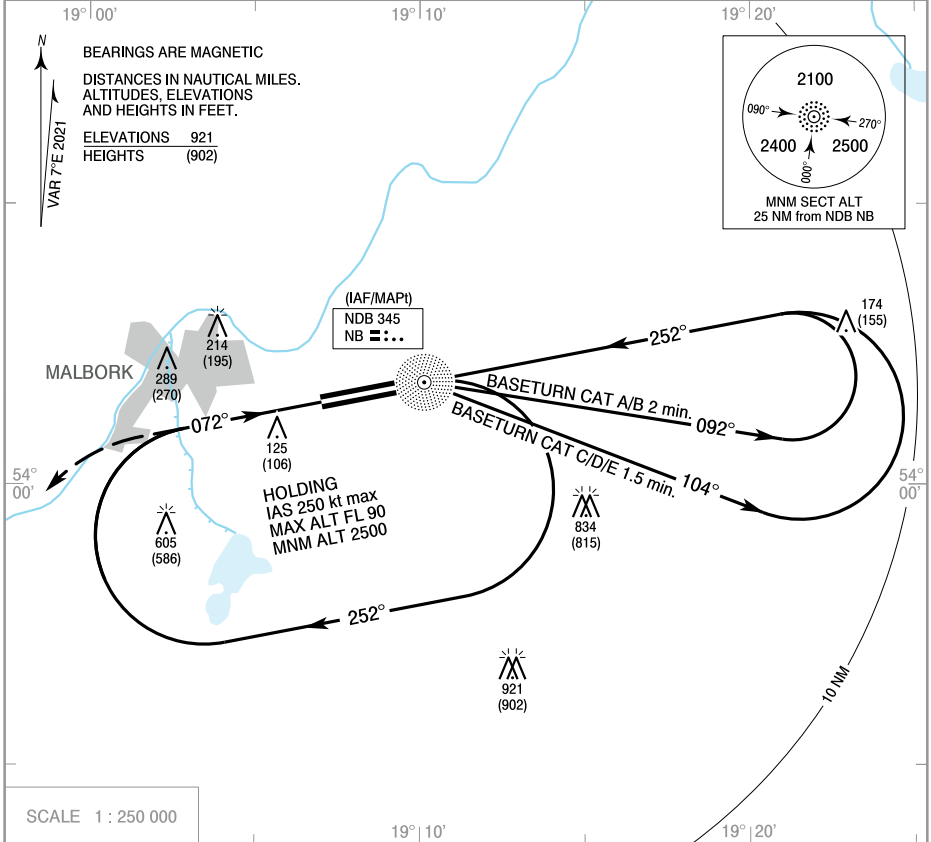 19° 00'
19° 10'
19° 20'
N
VAR 7°E 2021
BEARINGS ARE MAGNETIC
DISTANCES IN NAUTICAL MILES.
ALTITUDES, ELEVATIONS
AND HEIGHTS IN FEET.
ELEVATIONS 921
HEIGHTS (902)
2100
090°
270°
2400
2500
000°
MNM SECT ALT
25 NM from NDB NB
(IAF/MAPt)
NDB 345
NB
174
(155)
214
(195)
289
(270)
MALBORK
252°
BASETURN CAT A/B 2 min.
092°
BASETURN CAT C/D/E 1.5 min.
104°
072°
125
(106)
54°
00'
54°
00'
HOLDING
IAS 250 kt max
MAX ALT FL 90
MNM ALT 2500
605
(586)
834
(815)
252°
921
(902)
10 NM
SCALE 1 : 250 000
19° 10'
19° 20'